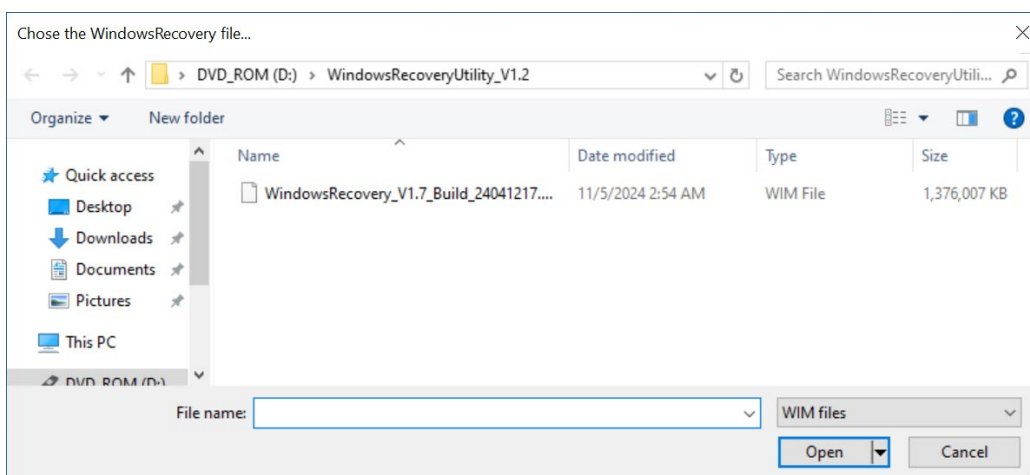 Chose the WindowsRecovery file...
DVD_ROM (D:) > WindowsRecoveryUtility_V1.2
Search WindowsRecoveryUtili...
Organize
New folder
Name Date modified Type Size
Quick access
WindowsRecovery_V1.7_Build_24041217.... 11/5/2024 2:54 AM WIM File 1,376,007 KB
Desktop
Downloads
Documents
Pictures
This PC
DVD_ROM (D:)
File name:
WIM files
Open
Cancel